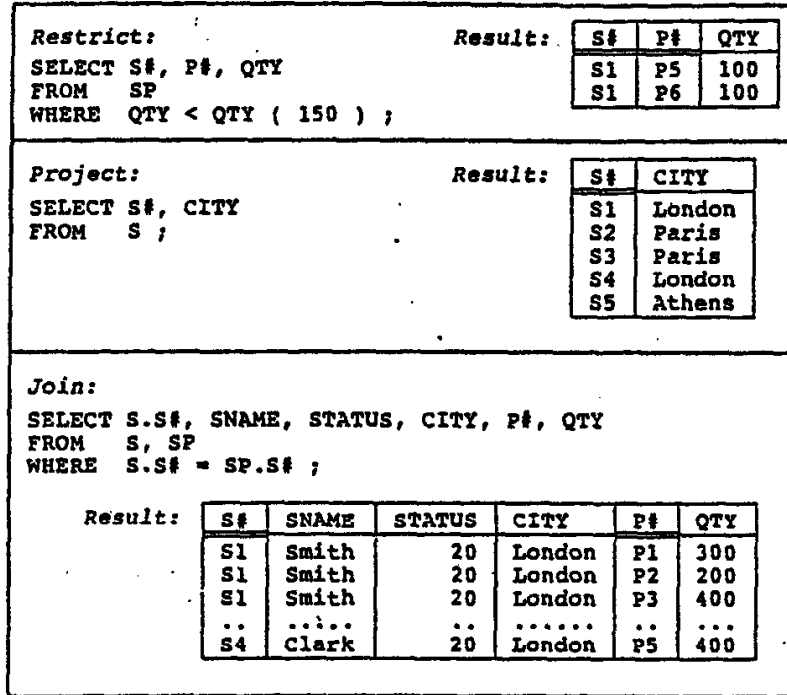 Restrict: Result: S# P# QTY
SELECT S#, P#, QTY S1 P5 100
FROM SP S1 P6 100
WHERE QTY < QTY ( 150 ) ;
Project: Result: S# CITY
SELECT S#, CITY S1 London
FROM S ; S2 Paris
S3 Paris
S4 London
S5 Athens
Join:
SELECT S.S#, SNAME, STATUS, CITY, P#, QTY
FROM S, SP
WHERE S.S# = SP.S# ;
Result: S# SNAME STATUS CITY P# QTY
S1 Smith 20 London P1 300
S1 Smith 20 London P2 200
S1 Smith 20 London P3 400
.. ..... .. ...... .. ...
S4 Clark 20 London P5 400